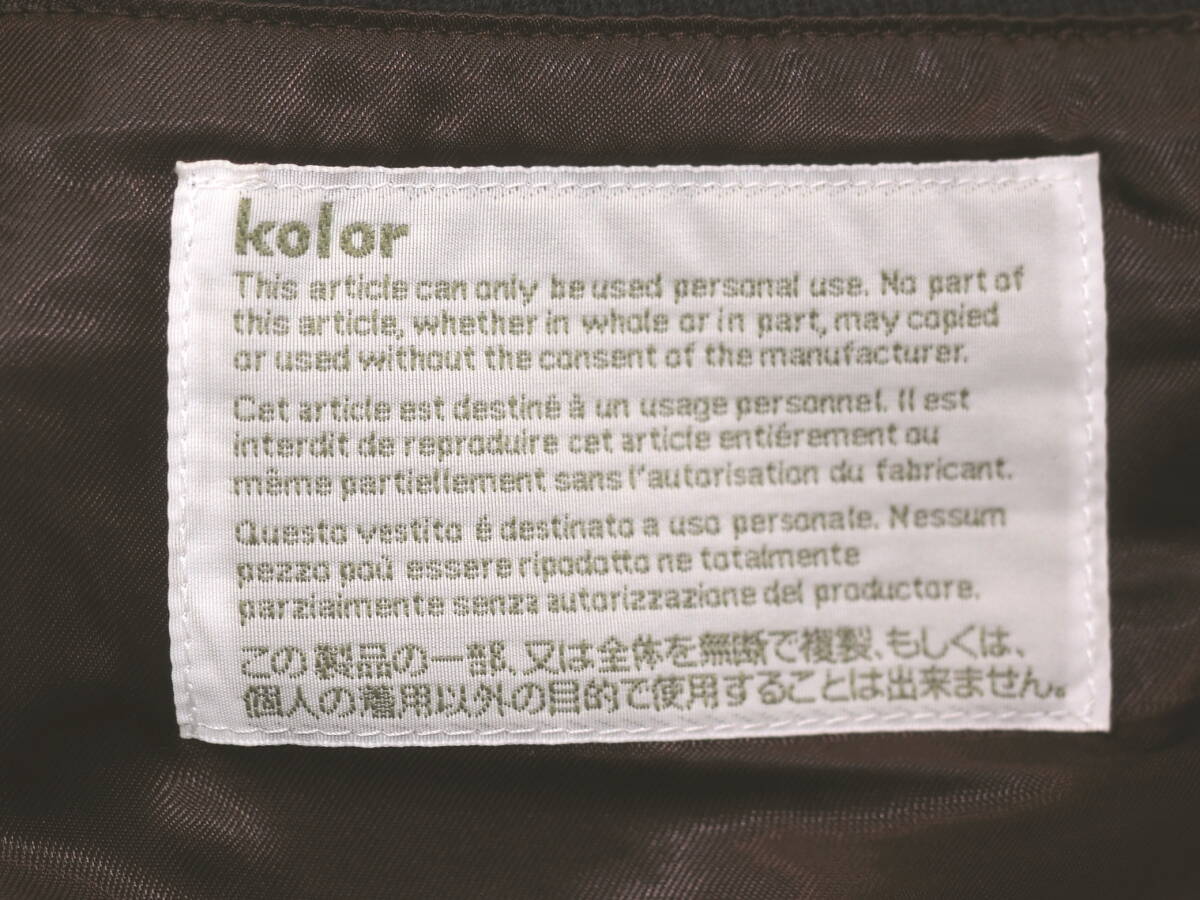 kolor
This article can only be used personal use. No part of
this article, whether in whole or in part, may copied
or used without the consent of the manufacturer.
Cet article est destiné à un usage personnel. Il est
interdit de reproduire cet article entiérement ou
même partiellement sans l'autorisation du fabricant.
Questo vestito é destinato a uso personale. Nessum
pezzo poü essere ripodotto ne totalmente
parzialmente senza autorizzazione del productore.
この製品の一部、又は全体を無断で複製、もしくは、
個人の着用以外の目的で使用することは出来ません。